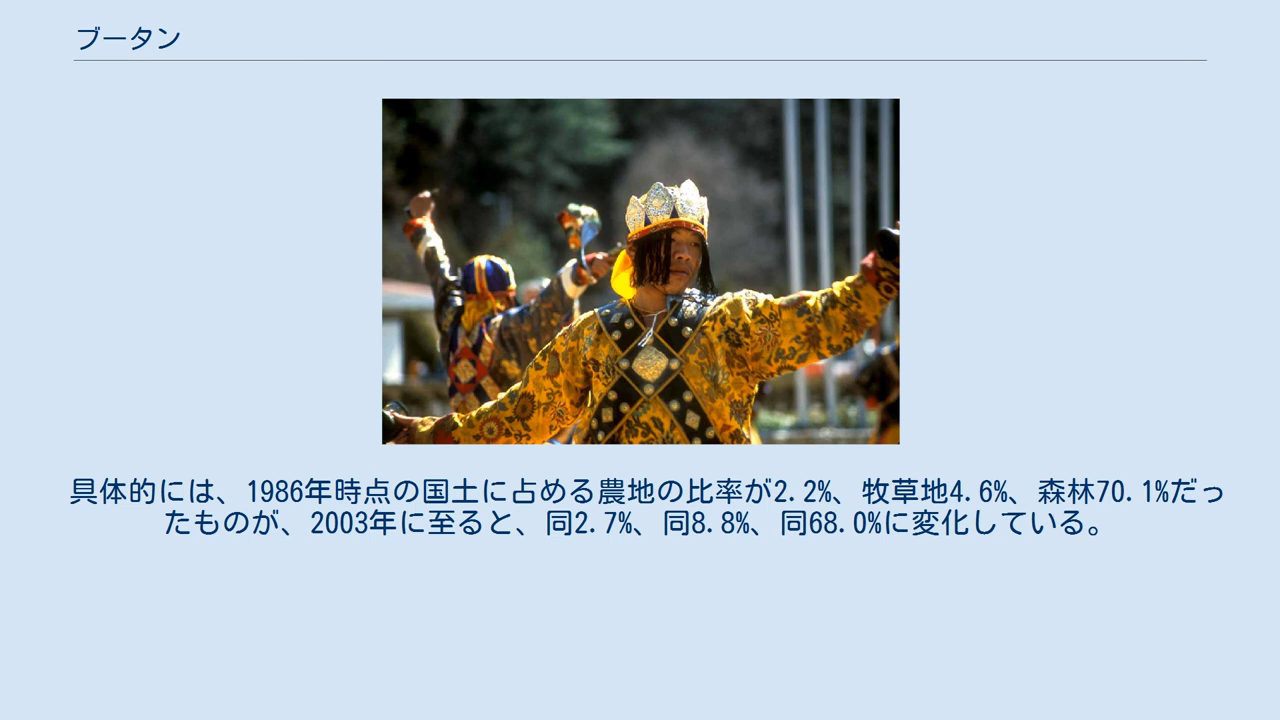 ブータン
具体的には、1986年時点の国土に占める農地の比率が2.2%、牧草地4.6%、森林70.1%だっ
たものが、2003年に至ると、同2.7%、同8.8%、同68.0%に変化している。